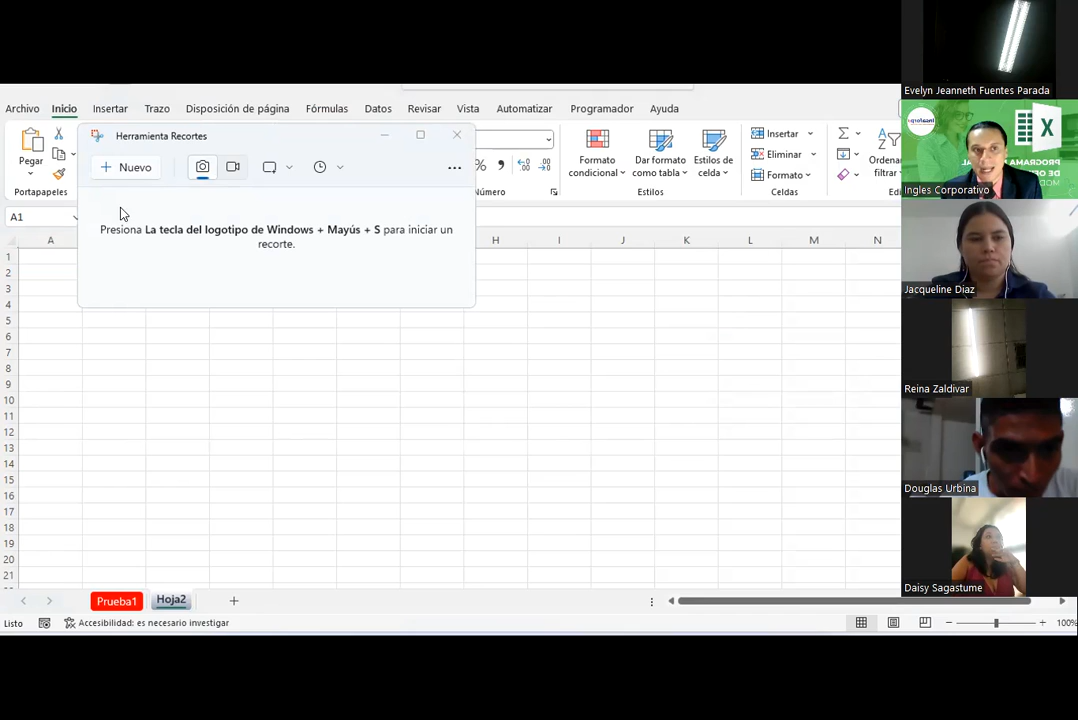 Evelyn Jeanneth Fuentes Parada
Archivo Inicio Insertar Trazo Disposición de página Fórmulas Datos Revisar Vista Automatizar Programador Ayuda
Herramienta Recortes
Nuevo
Presiona La tecla del logotipo de Windows + Mayús + S para iniciar un
recorte.
Pegar
Portapapeles
Número
Formato
condicional
Dar formato
como tabla
Estilos de
celda
Estilos
Insertar
Eliminar
Formato
Celdas
Ordenar
filtrar
A1
A H I J K L M N
1
2
3
4
5
6
7
8
9
10
11
12
13
14
15
16
17
18
19
20
21
Prueba1 Hoja2
Listo Accesibilidad: es necesario investigar 100%
PROGRAMA
Ingles Corporativo
Jacqueline Diaz
Reina Zaldivar
Douglas Urbina
Daisy Sagastume